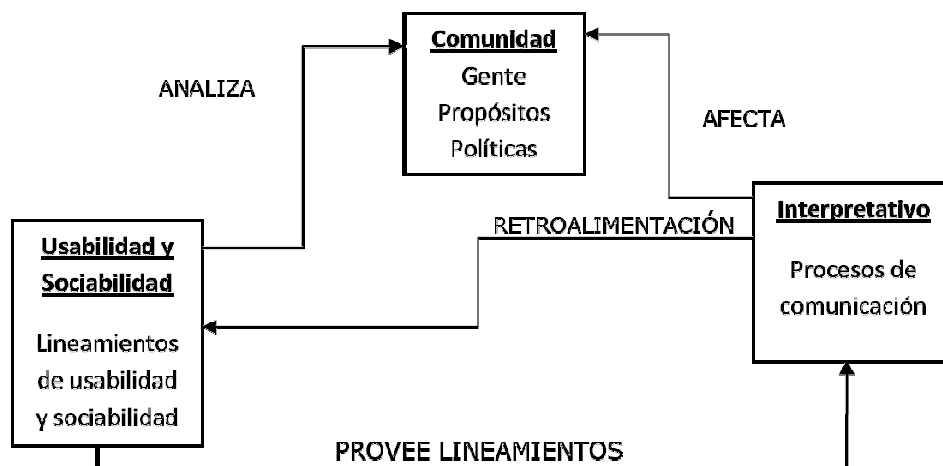 Comunidad
Gente
Propósitos
Políticas
ANALIZA
AFECTA
Interpretativo
Procesos de
comunicación
RETROALIMENTACIÓN
Usabilidad y
Sociabilidad
Lineamientos
de usabilidad
y sociabilidad
PROVEE LINEAMIENTOS